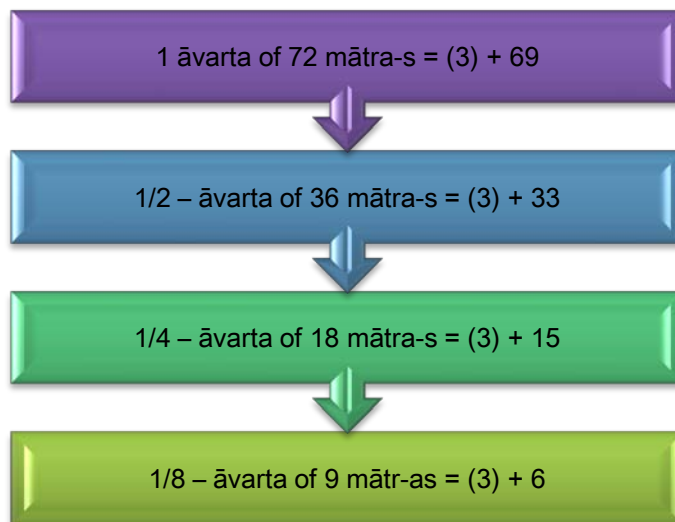 1 āvarta of 72 mātra-s = (3) + 69
1/2 – āvarta of 36 mātra-s = (3) + 33
1/4 – āvarta of 18 mātra-s = (3) + 15
1/8 – āvarta of 9 mātr-as = (3) + 6